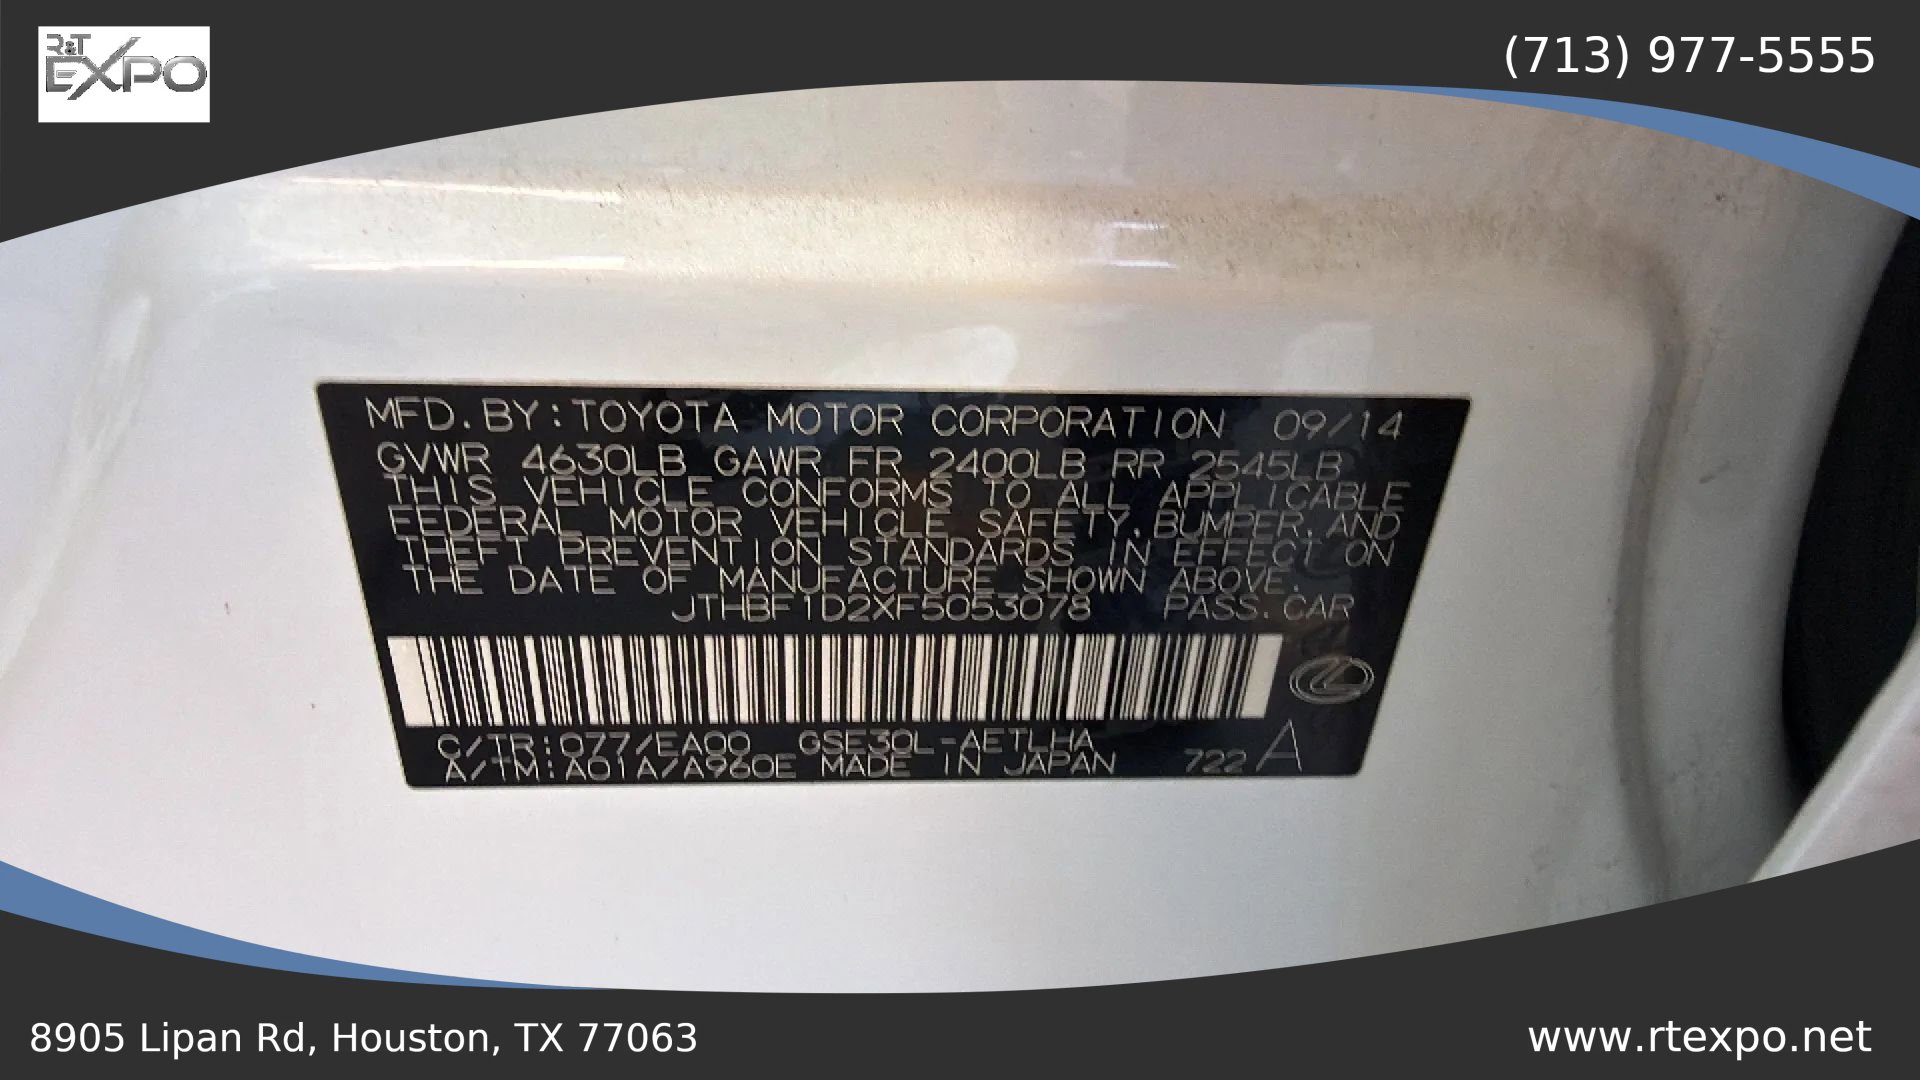 R&T
EXPO
(713) 977-5555
MFD. BY: TOYOTA MOTOR CORPORATION 09/14
GVWR 4630LB GAWR FR 2400LB RR 2545LB
THIS VEHICLE CONFORMS TO ALL APPLICABLE
FEDERAL MOTOR VEHICLE SAFETY, BUMPER, AND
THEFT PREVENTION STANDARDS IN EFFECT ON
THE DATE OF MANUFACTURE SHOWN ABOVE.
JTHBF1D2XF5053078 PASS. CAR
C/TR: 077/EA00 GSE30L-AETLHA
A/TM: A01A/A960E MADE IN JAPAN 722 A
8905 Lipan Rd, Houston, TX 77063
www.rtexpo.net